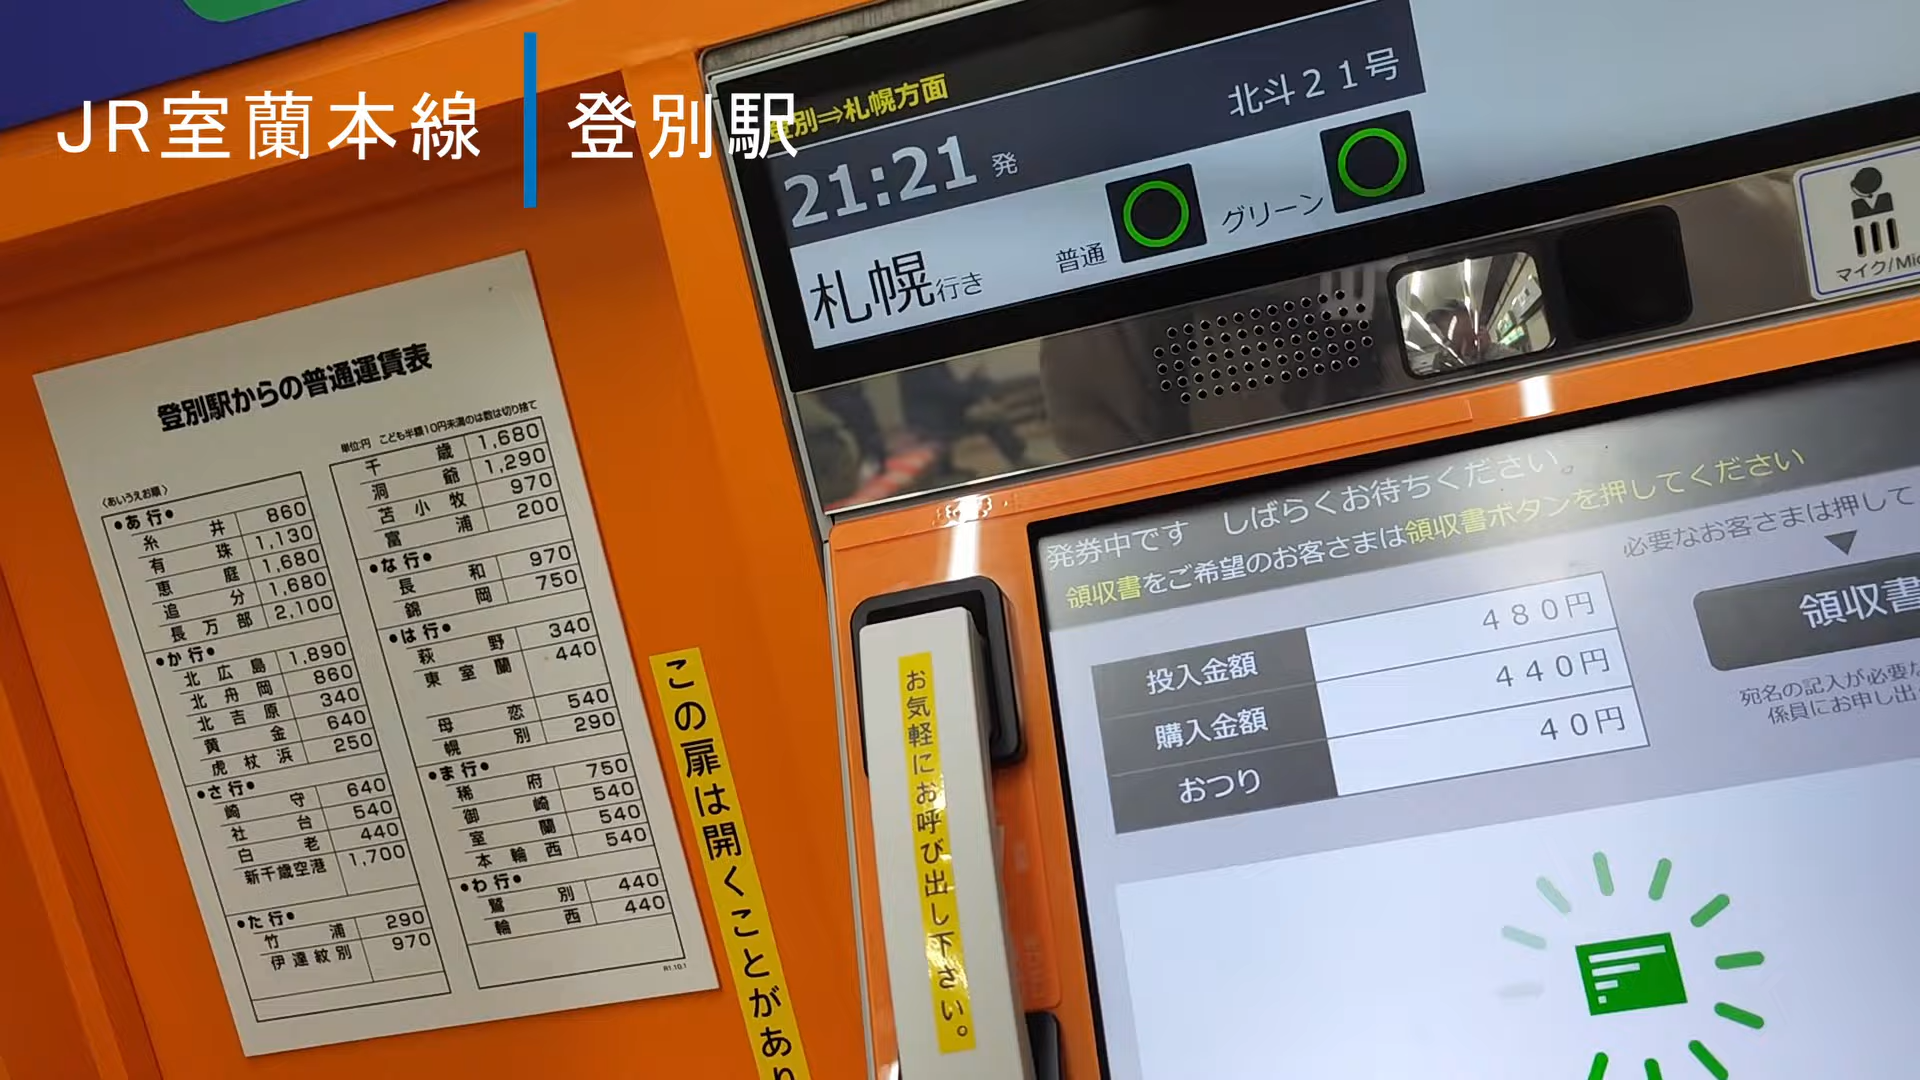 JR室蘭本線 登別駅
登別⇒札幌方面
北斗21号
21:21発
普通 グリーン
札幌行き
マイク/Mic
登別駅からの普通運賃表
単位:円 こども半額10円未満のは数は切り捨て
〈あいうえお順〉
●あ行●
糸井 860
有珠 1,130
恵庭 1,680
追分 1,680
長万部 2,100
●か行●
北広島 1,890
北舟岡 860
北吉原 340
黄金 640
虎杖浜 250
●さ行●
崎守 640
社台 540
白老 440
新千歳空港 1,700
●た行●
竹浦 290
伊達紋別 970
千歳 1,680
洞爺 1,290
苫小牧 970
富浦 200
●な行●
長和 970
錦岡 750
●は行●
萩野 340
東室蘭 440
母恋 540
幌別 290
●ま行●
稀府 750
御崎 540
室蘭 540
本輪西 540
●わ行●
鷲別 440
輪西 440
R1.10.1
この扉は開くことがあり
お気軽にお呼び出し下さい。
発券中です しばらくお待ちください。
領収書をご希望のお客さまは領収書ボタンを押してください
必要なお客さまは押して
領収書
宛名の記入が必要な
係員にお申し出
投入金額 480円
購入金額 440円
おつり 40円